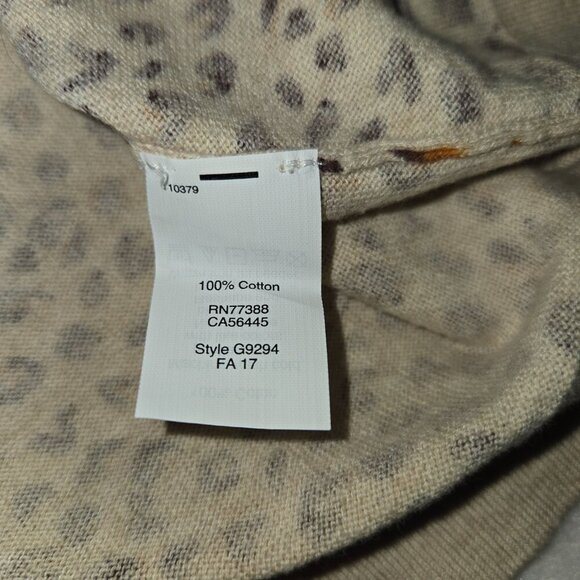 10379
100% Cotton
RN77388
CA56445
Style G9294
FA 17